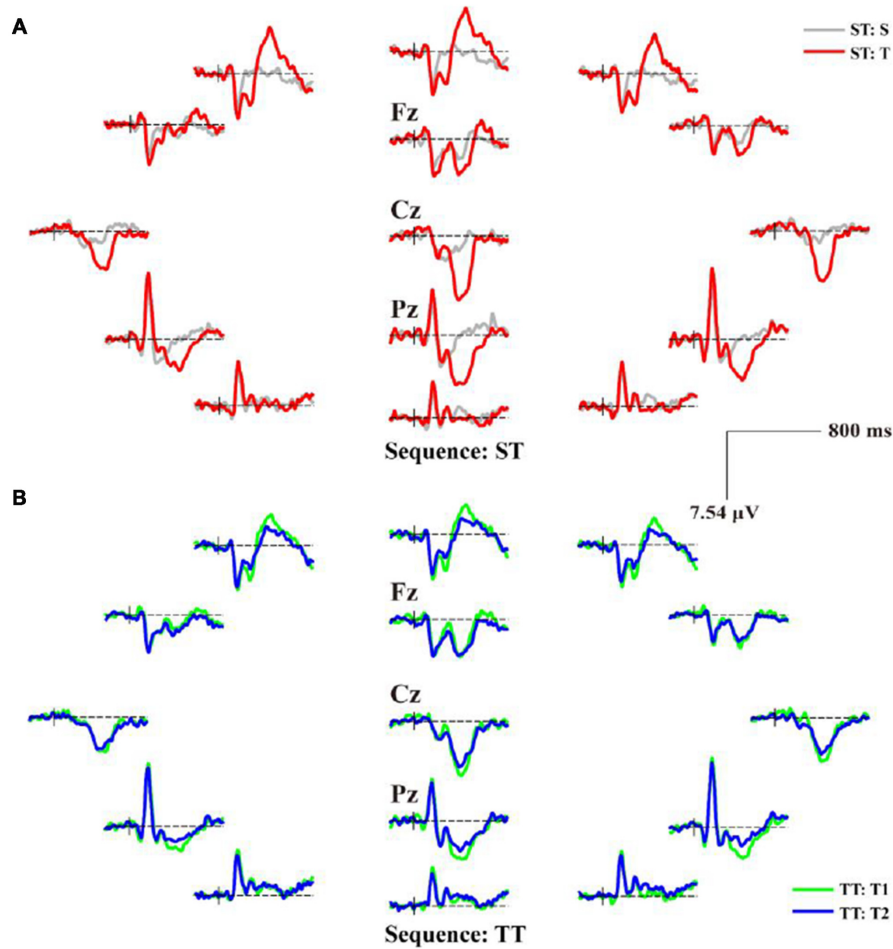 A
ST: S
ST: T
Fz
Cz
Pz
Sequence: ST
800 ms
7.54 μV
B
Fz
Cz
Pz
TT: T1
TT: T2
Sequence: TT